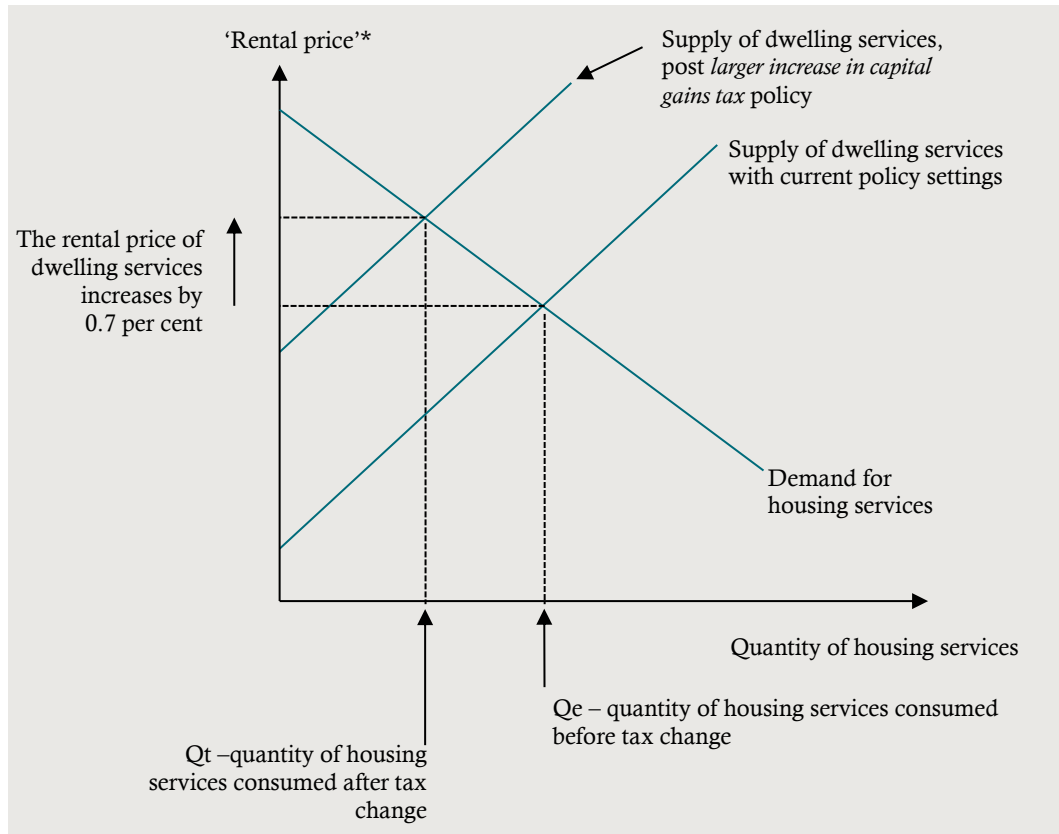 ‘Rental price’*
Supply of dwelling services,
post larger increase in capital
gains tax policy
Supply of dwelling services
with current policy settings
The rental price of
dwelling services
increases by
0.7 per cent
Demand for
housing services
Quantity of housing services
Qe – quantity of housing services consumed
before tax change
Qt –quantity of housing
services consumed after tax
change